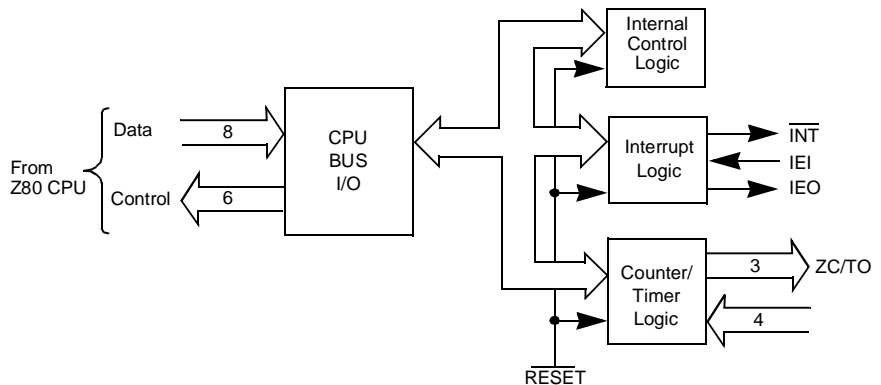 From
Z80 CPU
Data
8
Control
6
CPU
BUS
I/O
Internal
Control
Logic
Interrupt
Logic
INT
IEI
IEO
Counter/
Timer
Logic
3
ZC/TO
4
RESET